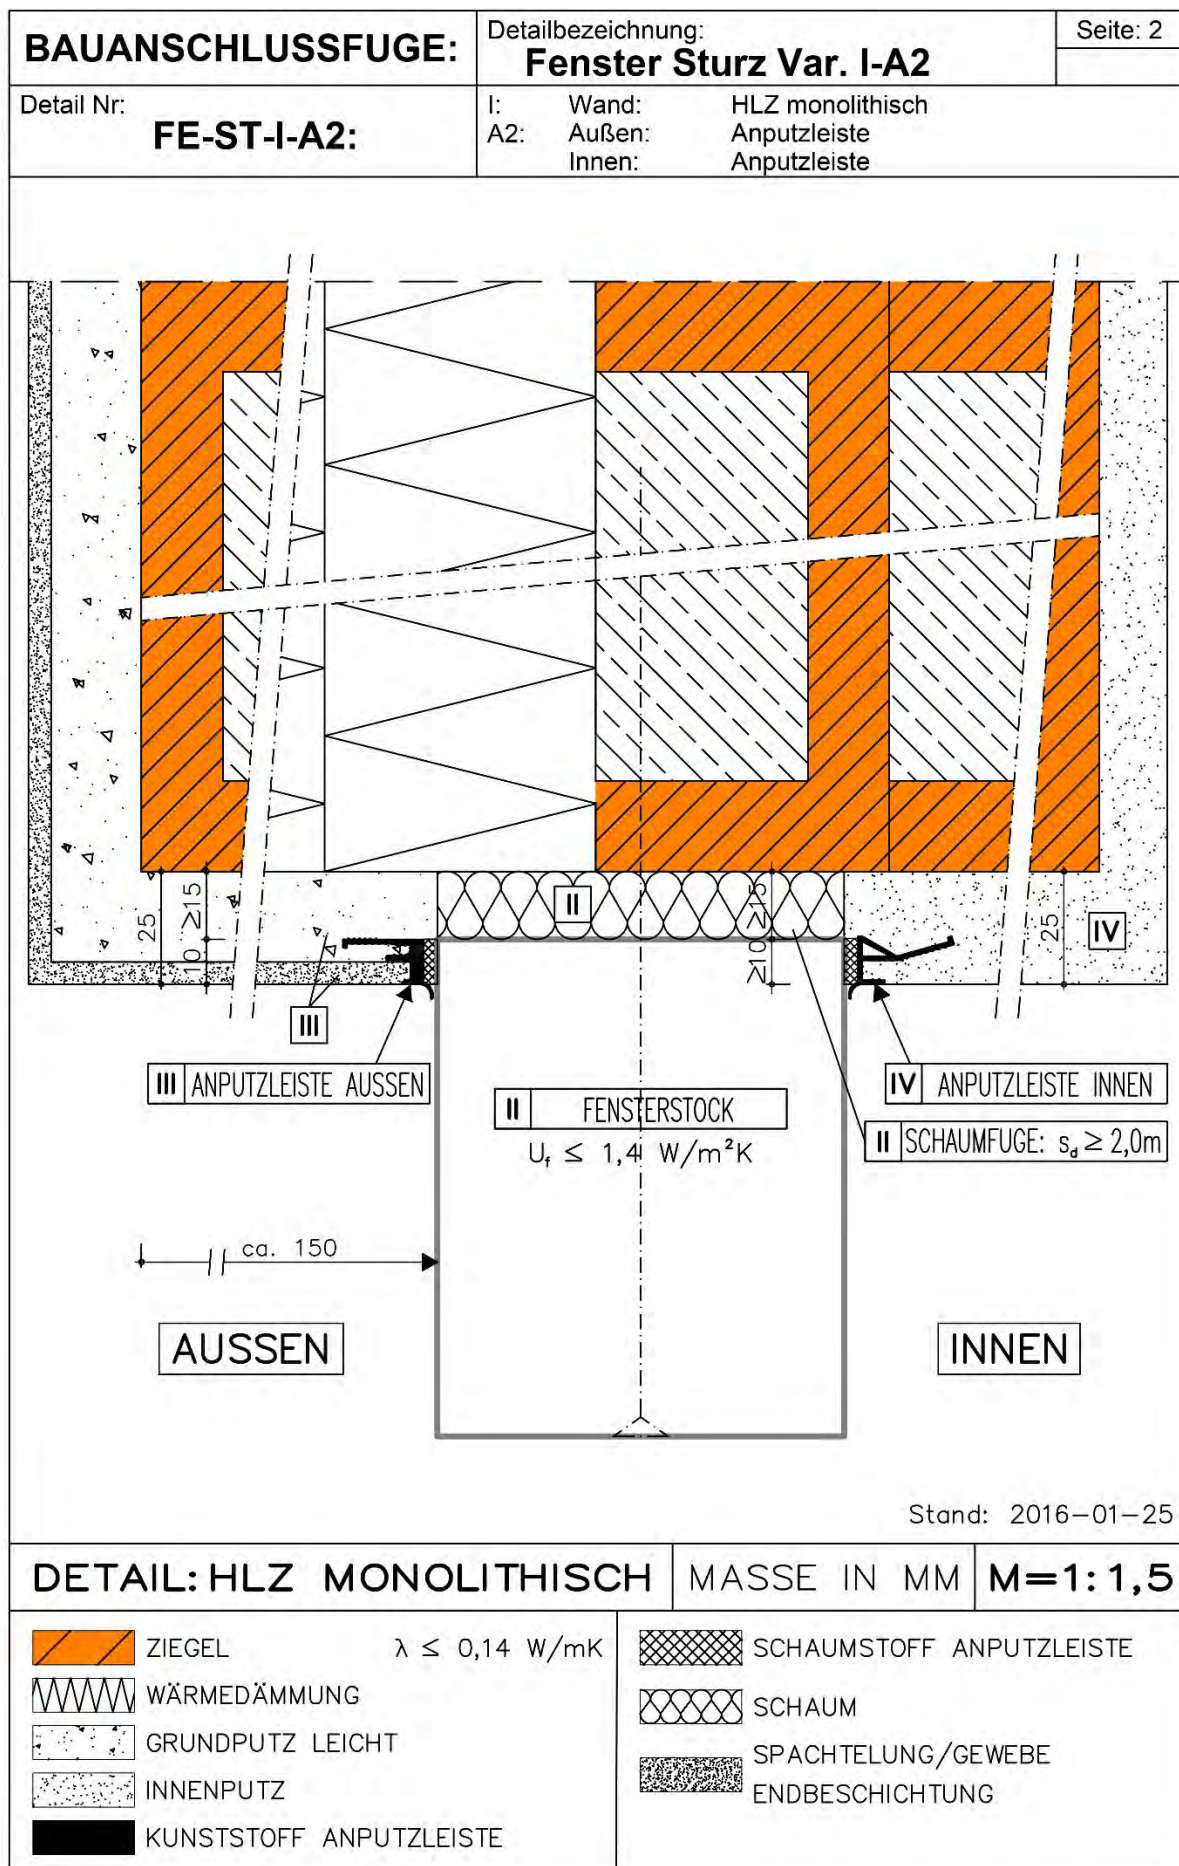 BAUANSCHLUSSFUGE:
Detailbezeichnung:
Fenster Sturz Var. I-A2
Seite: 2
Detail Nr:
FE-ST-I-A2:
I: Wand: HLZ monolithisch
A2: Außen: Anputzleiste
Innen: Anputzleiste
25
10 ≥15
II
≥10 ≥15
25
IV
III
III ANPUTZLEISTE AUSSEN
IV ANPUTZLEISTE INNEN
II FENSTERSTOCK
U_f ≤ 1,4 W/m²K
II SCHAUMFUGE: s_d ≥ 2,0m
ca. 150
AUSSEN
INNEN
Stand: 2016-01-25
DETAIL: HLZ MONOLITHISCH
MASSE IN MM
M=1:1,5
ZIEGEL λ ≤ 0,14 W/mK
WÄRMEDÄMMUNG
GRUNDPUTZ LEICHT
INNENPUTZ
KUNSTSTOFF ANPUTZLEISTE
SCHAUMSTOFF ANPUTZLEISTE
SCHAUM
SPACHTELUNG/GEWEBE
ENDBESCHICHTUNG